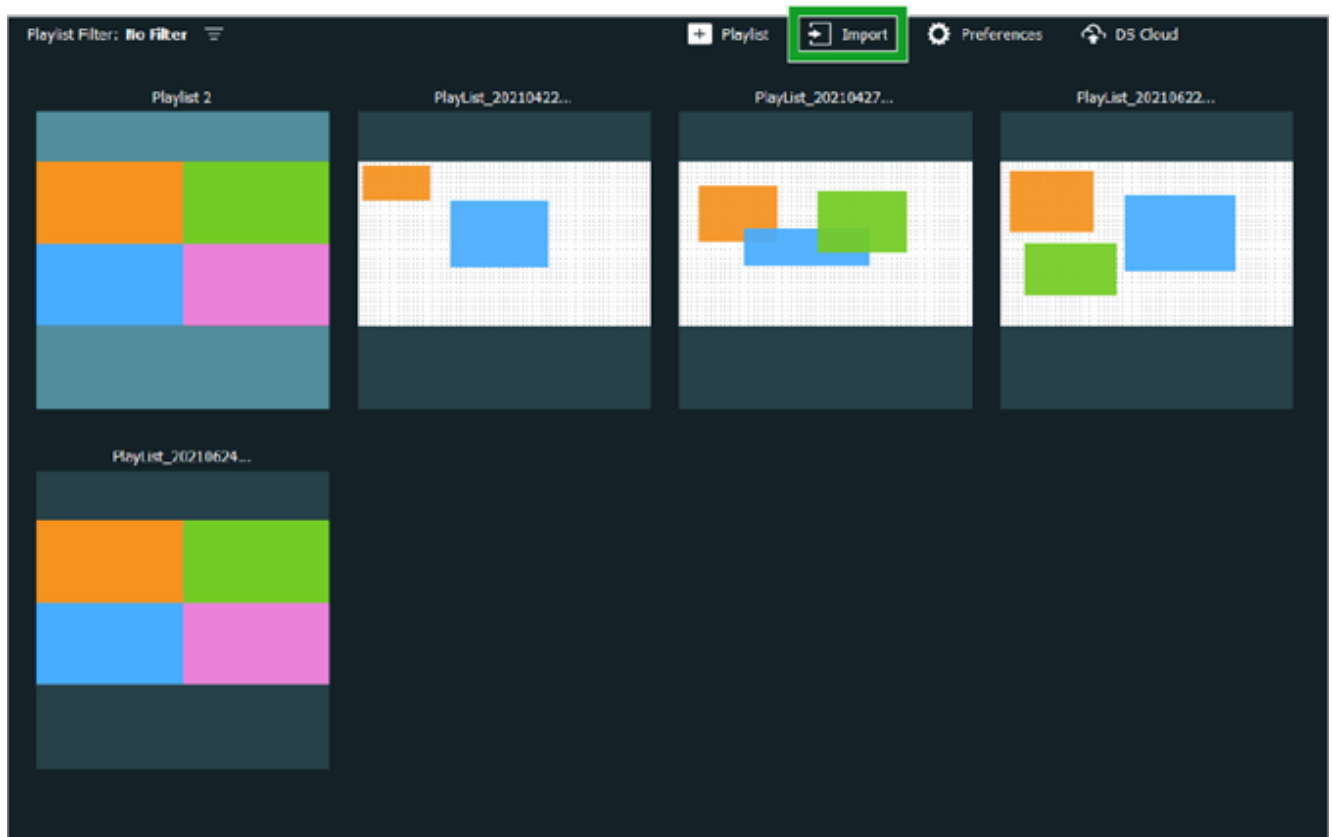 Playlist Filter: No Filter
Playlist
Import
Preferences
DS Cloud
Playlist 2
PlayList_20210422...
PlayList_20210427...
PlayList_20210622...
PlayList_20210624...